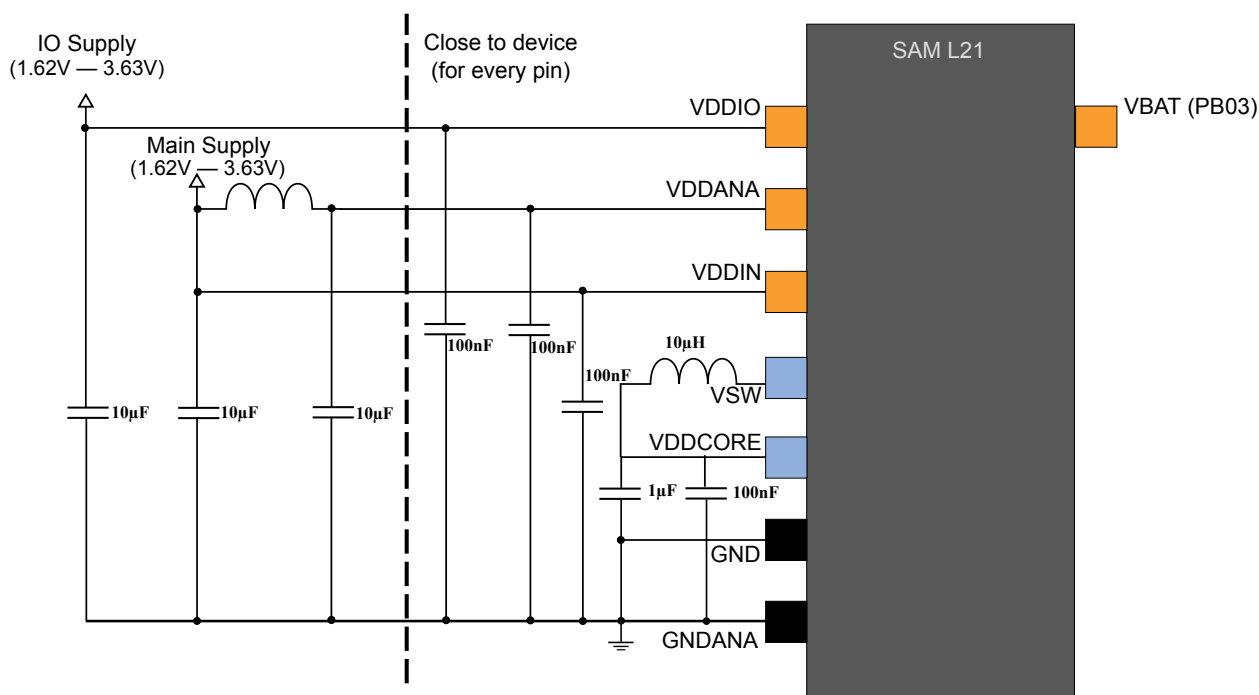 IO Supply
(1.62V — 3.63V)
Close to device
(for every pin)
SAM L21
VDDIO
VBAT (PB03)
Main Supply
(1.62V — 3.63V)
VDDANA
VDDIN
100nF
100nF
10µH
100nF
VSW
10µF
10µF
10µF
VDDCORE
1µF
100nF
GND
GNDANA